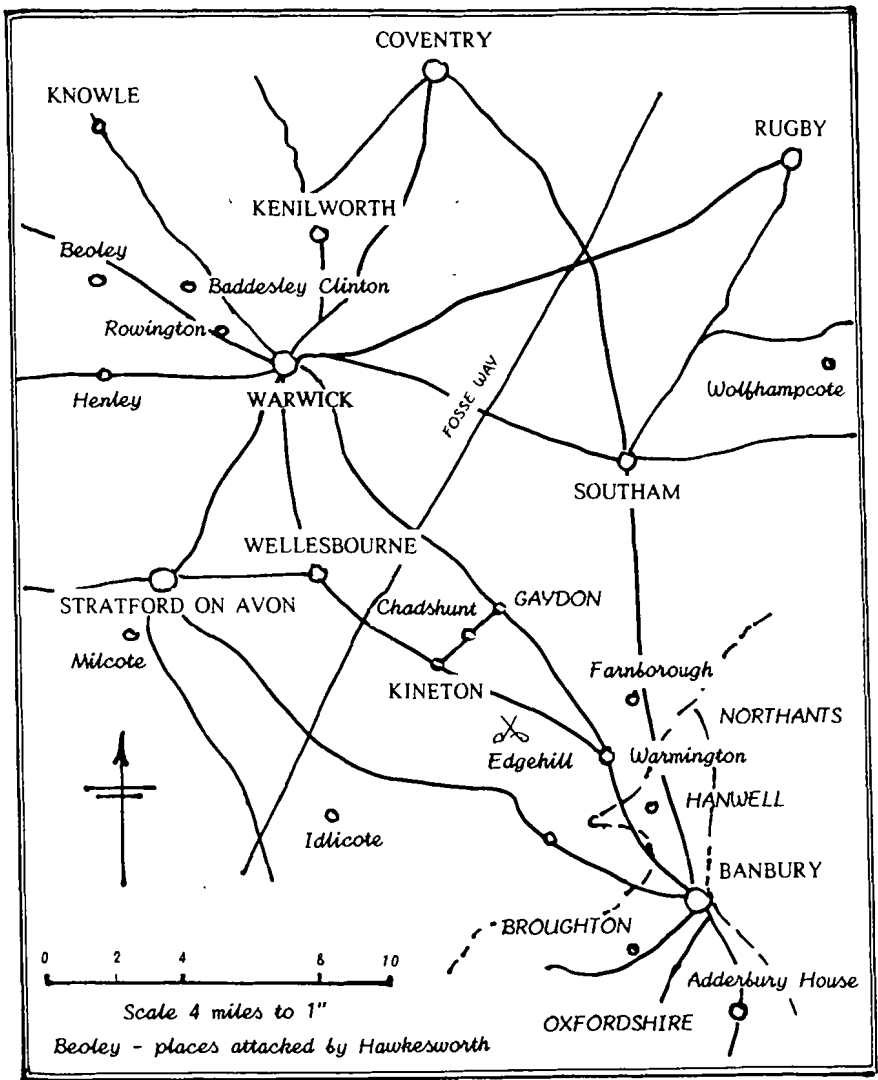 COVENTRY
KNOWLE
RUGBY
KENILWORTH
Beoley
Baddesley Clinton
Rowington
Henley
WARWICK
FOSSE WAY
Wolfhampcote
SOUTHAM
WELLESBOURNE
STRATFORD ON AVON
Chadshunt
GAYDON
Milcote
KINETON
Farnborough
NORTHANTS
Edgehill
Warmington
HANWELL
Idlicote
BANBURY
BROUGHTON
Adderbury House
OXFORDSHIRE
0 2 4 8 10
Scale 4 miles to 1"
Beoley - places attacked by Hawkesworth